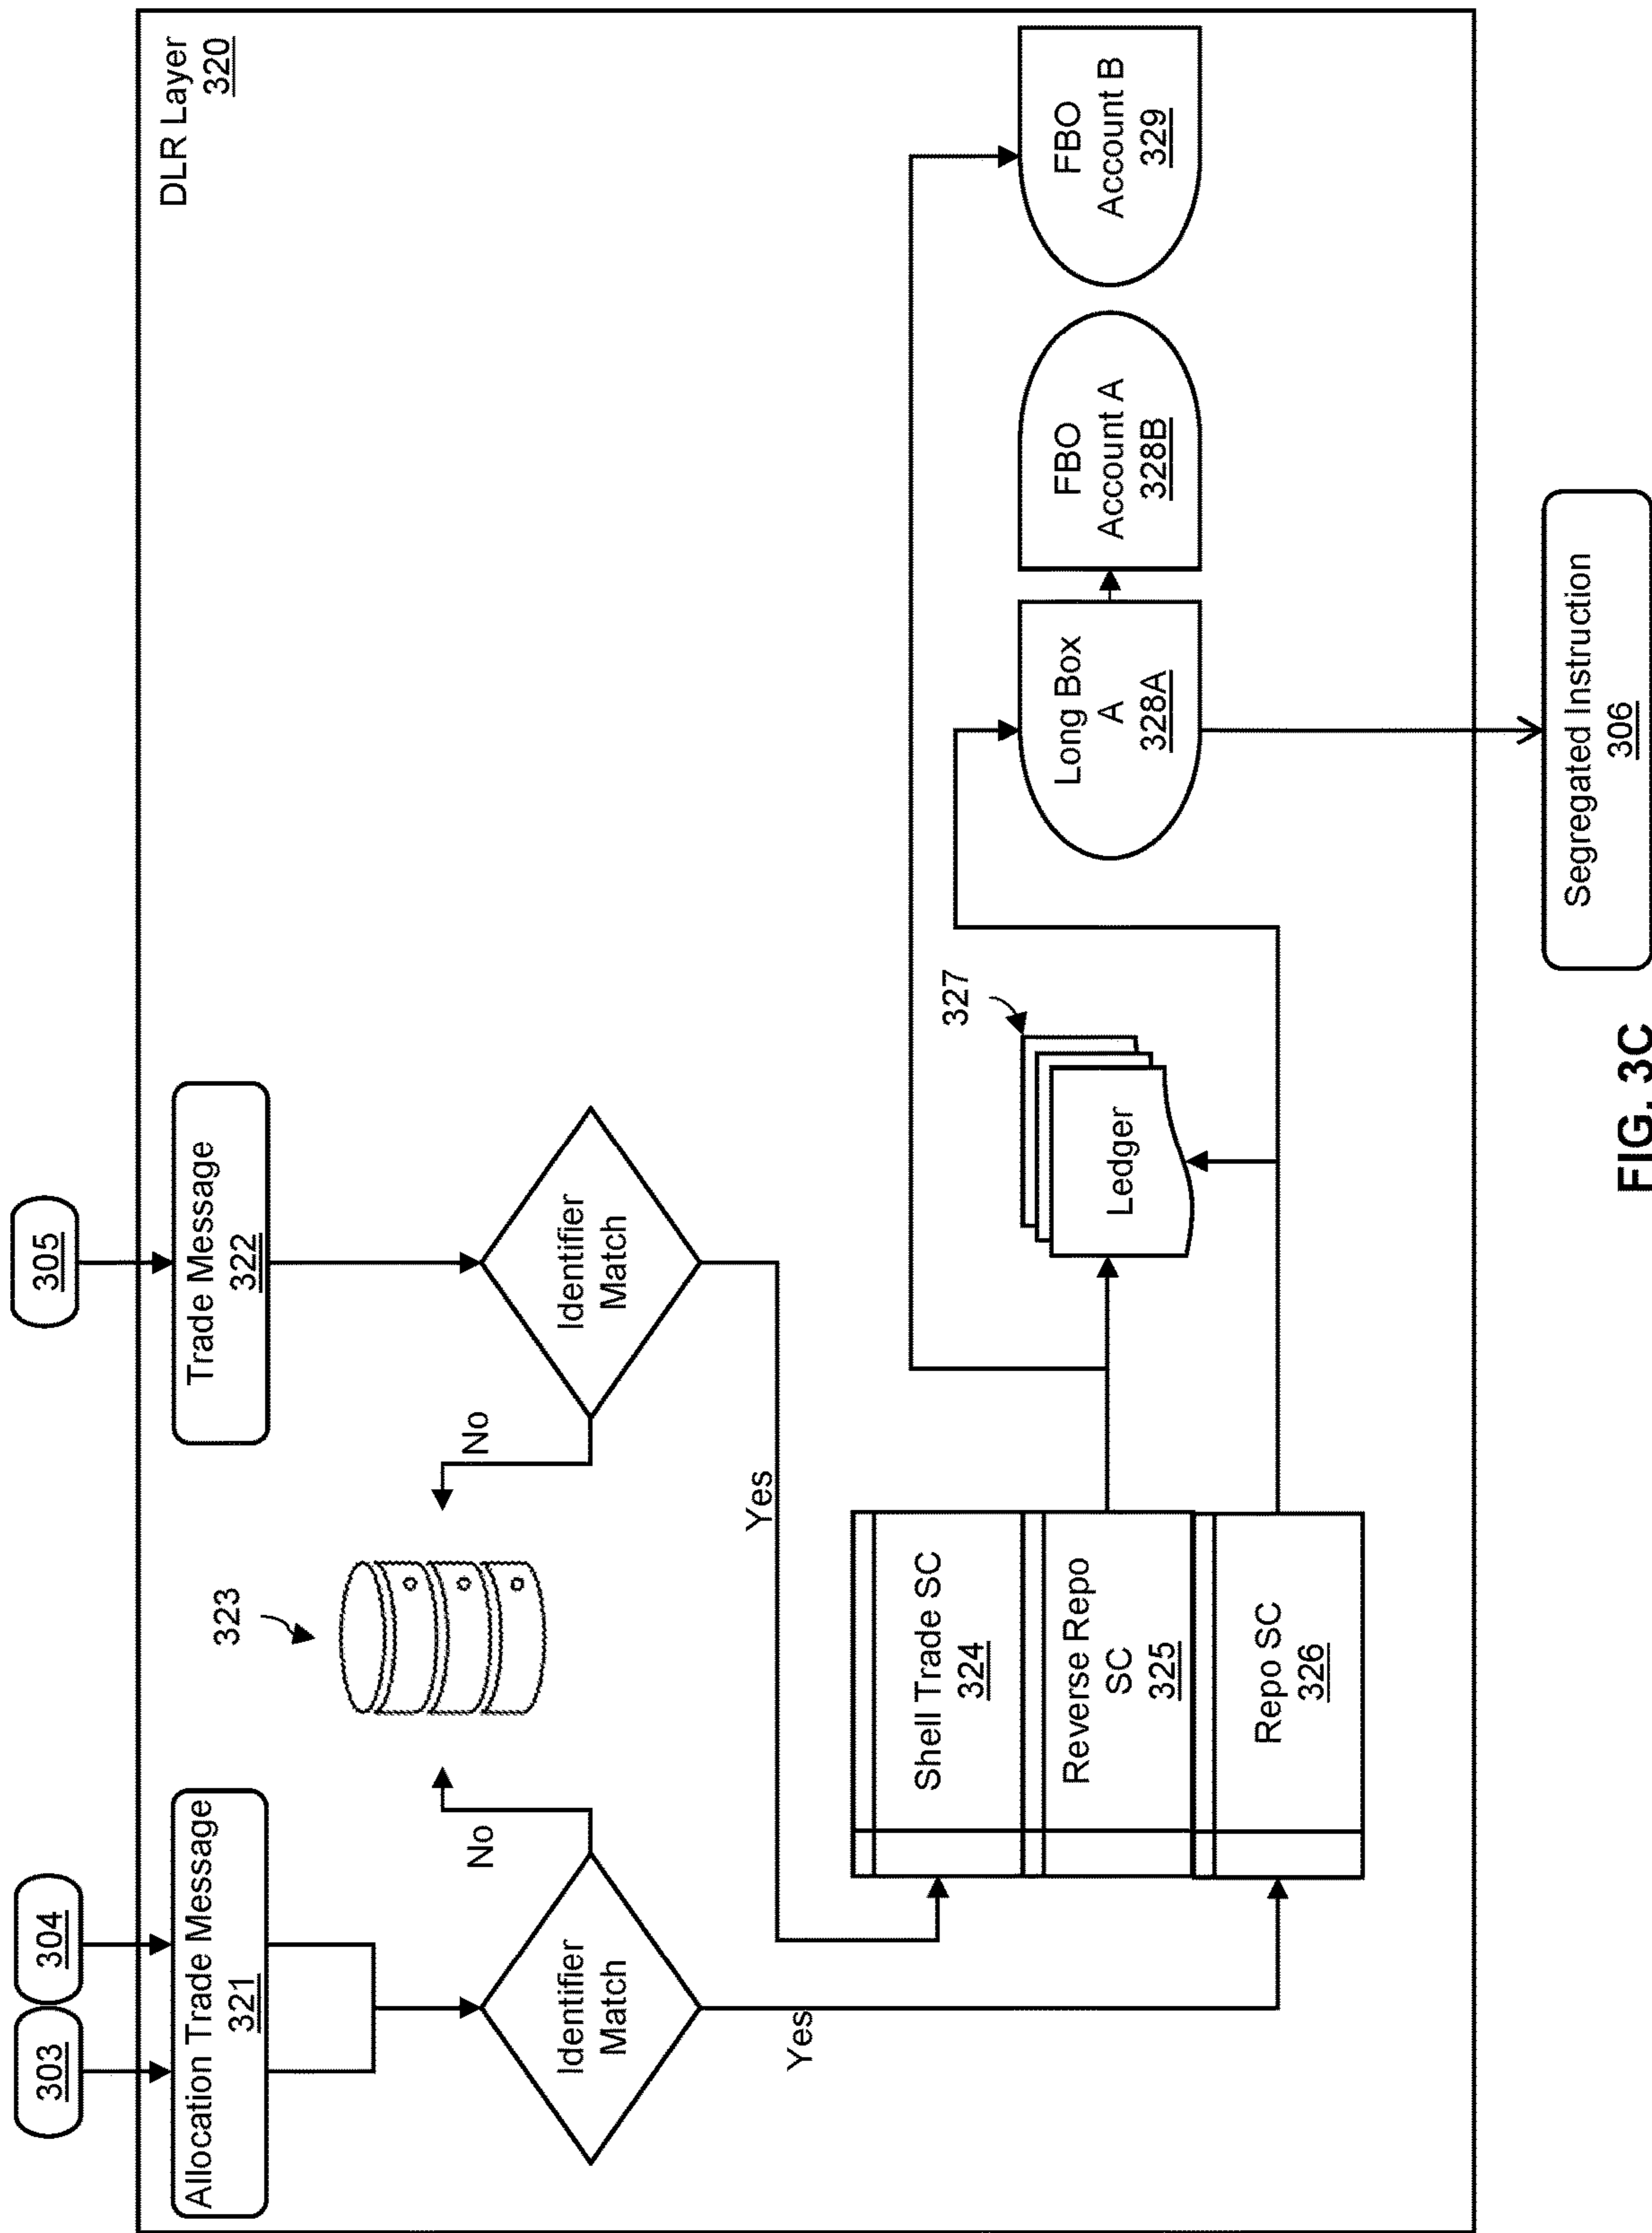 303
304
305
DLR Layer
320
Allocation Trade Message
321
Trade Message
322
323
Identifier
Match
No
Yes
Identifier
Match
No
Yes
Shell Trade SC
324
Reverse Repo
SC
325
Repo SC
326
327
Ledger
Long Box
A
328A
FBO
Account A
328B
FBO
Account B
329
Segregated Instruction
306
FIG. 3C